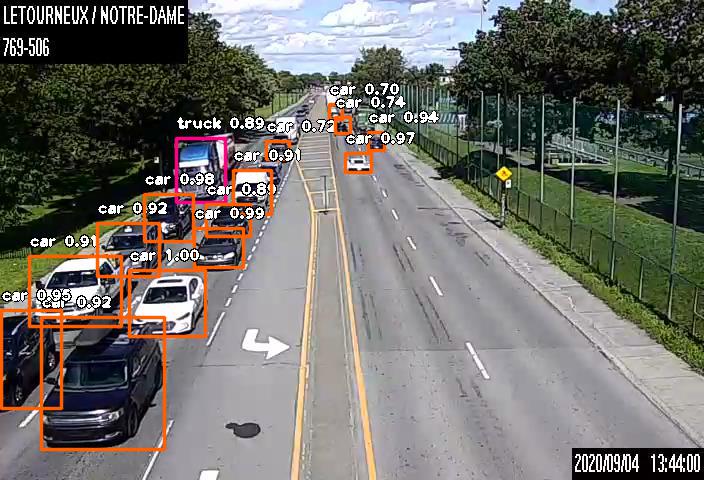 LETOURNEUX / NOTRE-DAME
769-506
car 0.70
car 0.74
car 0.94
truck 0.89
car 0.72
car 0.97
car 0.91
car 0.98
car 0.89
car 0.92
car 0.99
car 0.91
car 1.00
car 0.95
car 0.92
2020/09/04 13:44:00